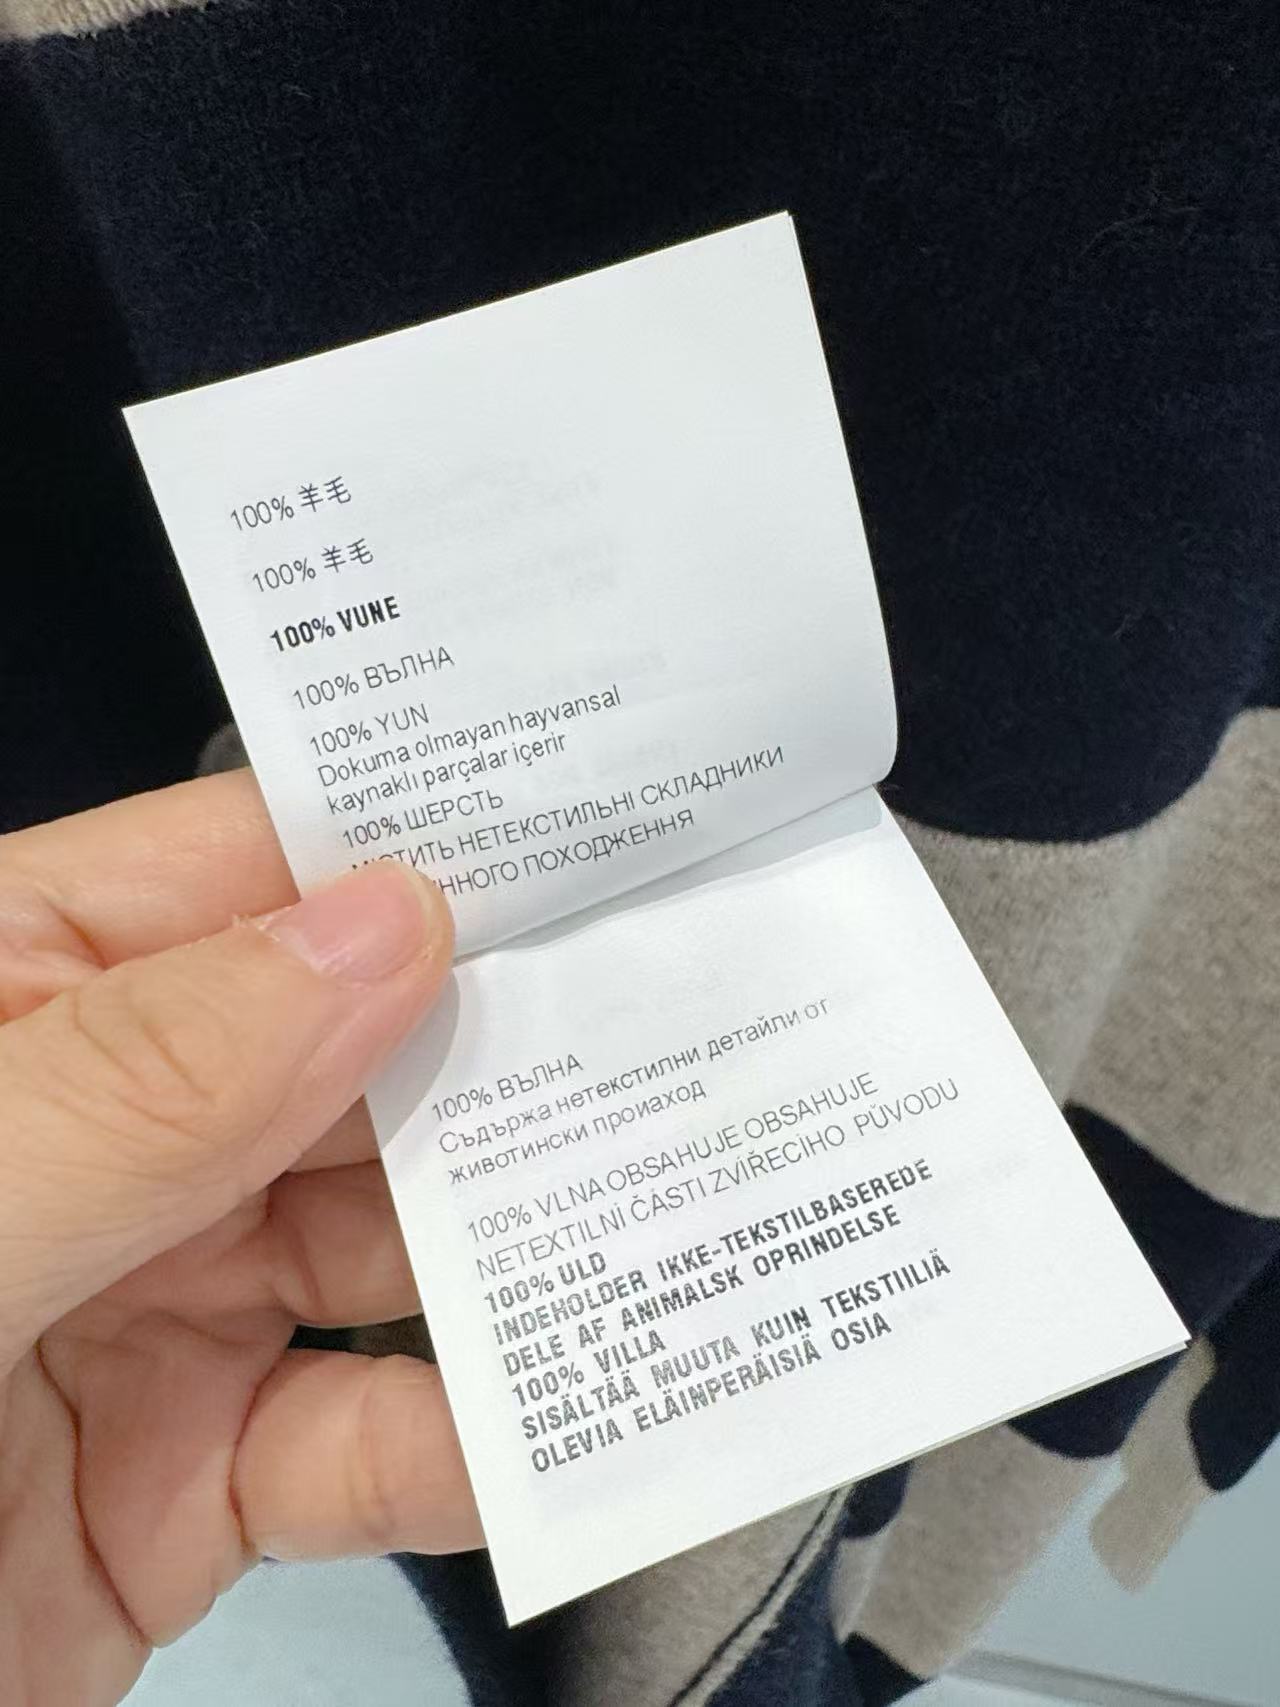 100% 羊毛
100% 羊毛
100% VUNE
100% ВЪЛНА
100% YUN
Dokuma olmayan hayvansal
kaynaklı parçalar içerir
100% ШЕРСТЬ
НЕТЕКСТИЛЬНІ СКЛАДНИКИ
ПОХОДЖЕННЯ
100% ВЪЛНА
Съдържа нетекстилни детайли от
животински проиаход
100% VLNA OBSAHUJE OBSAHUJE
NETEXTILNÍ ČÁSTI ZVÍŘECÍHO PŮVODU
100% ULD
INDEHOLDER IKKE-TEKSTILBASEREDE
DELE AF ANIMALSK OPRINDELSE
100% VILLA
SISÄLTÄÄ MUUTA KUIN TEKSTIILIÄ
OLEVIA ELÄINPERÄISIÄ OSIA